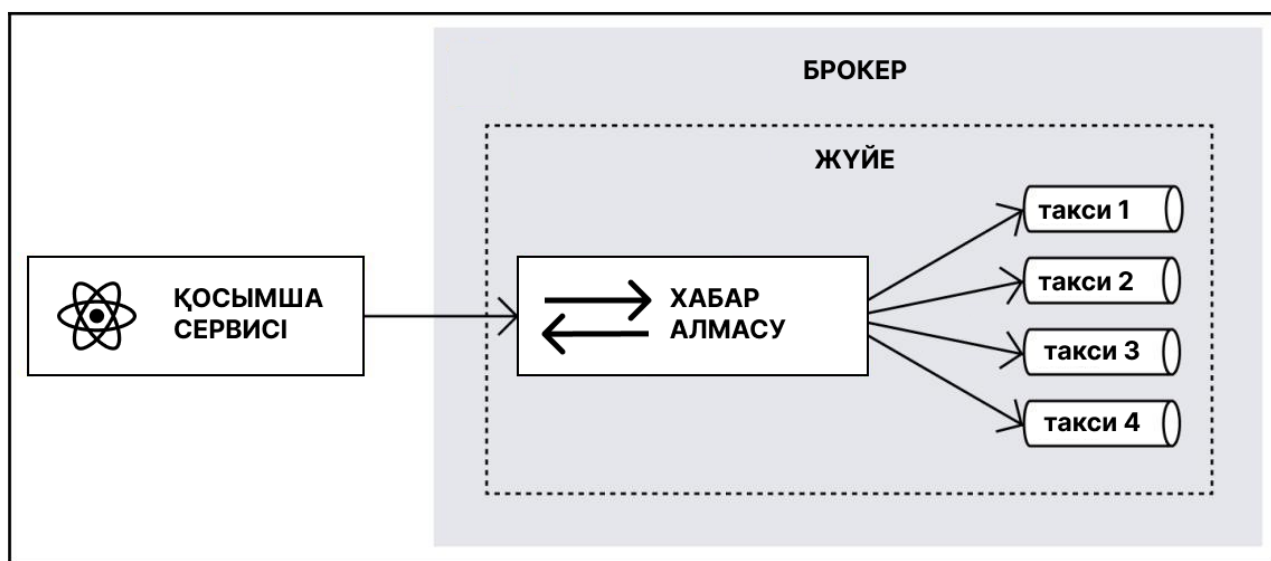 БРОКЕР
ЖҮЙЕ
ҚОСЫМША
СЕРВИСІ
ХАБАР
АЛМАСУ
такси 1
такси 2
такси 3
такси 4